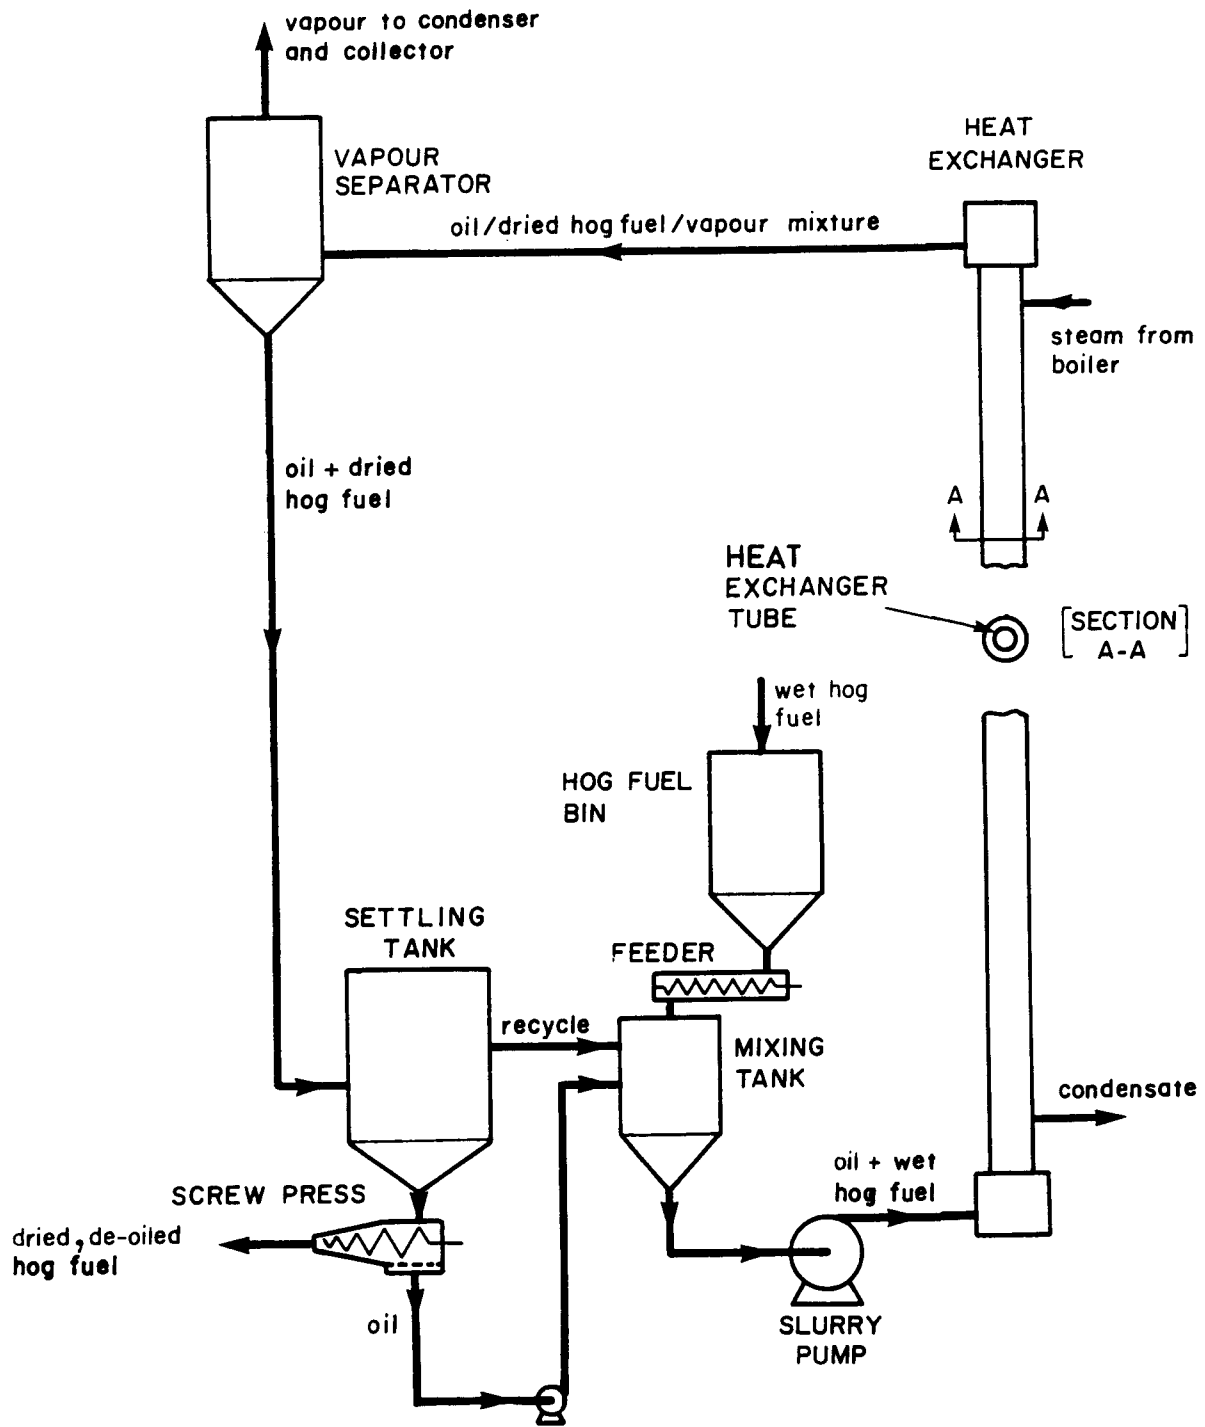 vapour to condenser
and collector
VAPOUR
SEPARATOR
HEAT
EXCHANGER
oil/dried hog fuel/vapour mixture
steam from
boiler
oil + dried
hog fuel
A A
HEAT
EXCHANGER
TUBE
[SECTION
A-A]
wet hog
fuel
HOG FUEL
BIN
SETTLING
TANK
FEEDER
recycle
MIXING
TANK
condensate
oil + wet
hog fuel
SCREW PRESS
dried, de-oiled
hog fuel
oil
SLURRY
PUMP